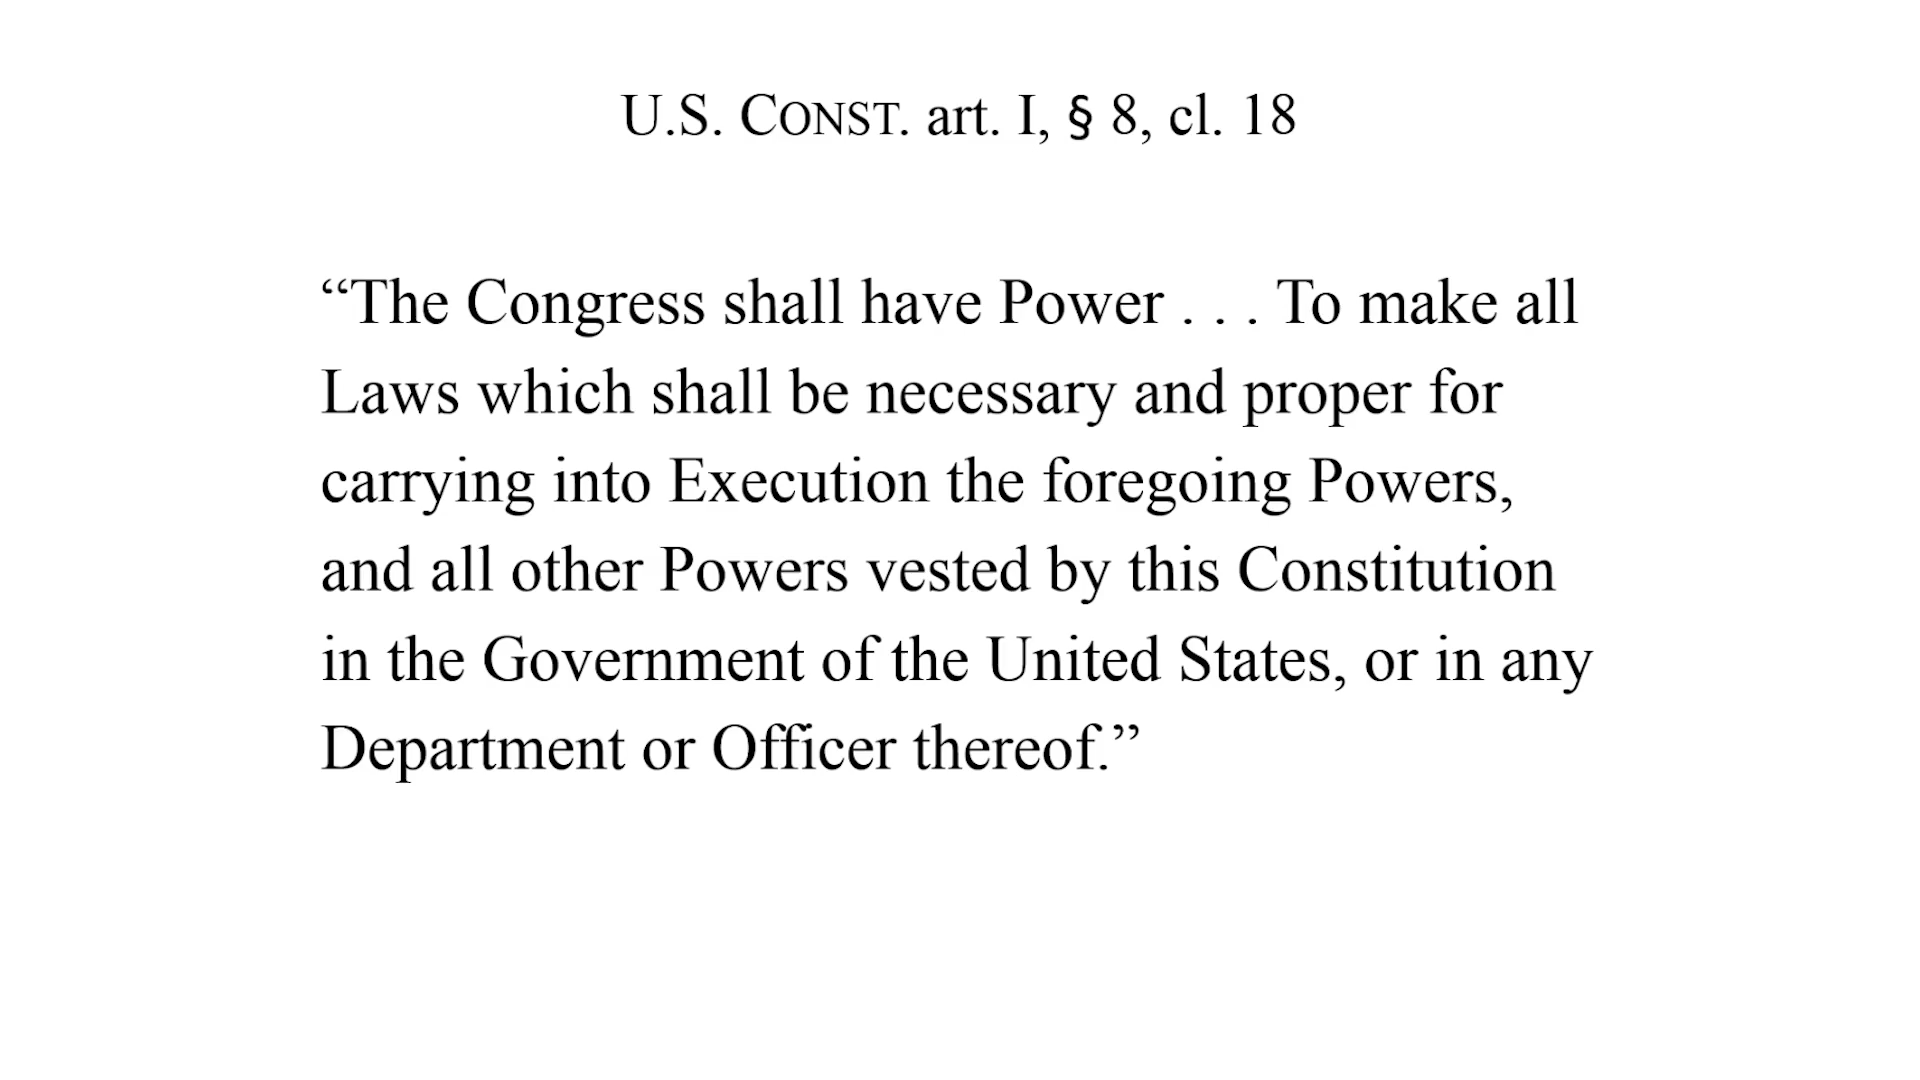 U.S. CONST. art. I, § 8, cl. 18
“The Congress shall have Power . . . To make all
Laws which shall be necessary and proper for
carrying into Execution the foregoing Powers,
and all other Powers vested by this Constitution
in the Government of the United States, or in any
Department or Officer thereof.”